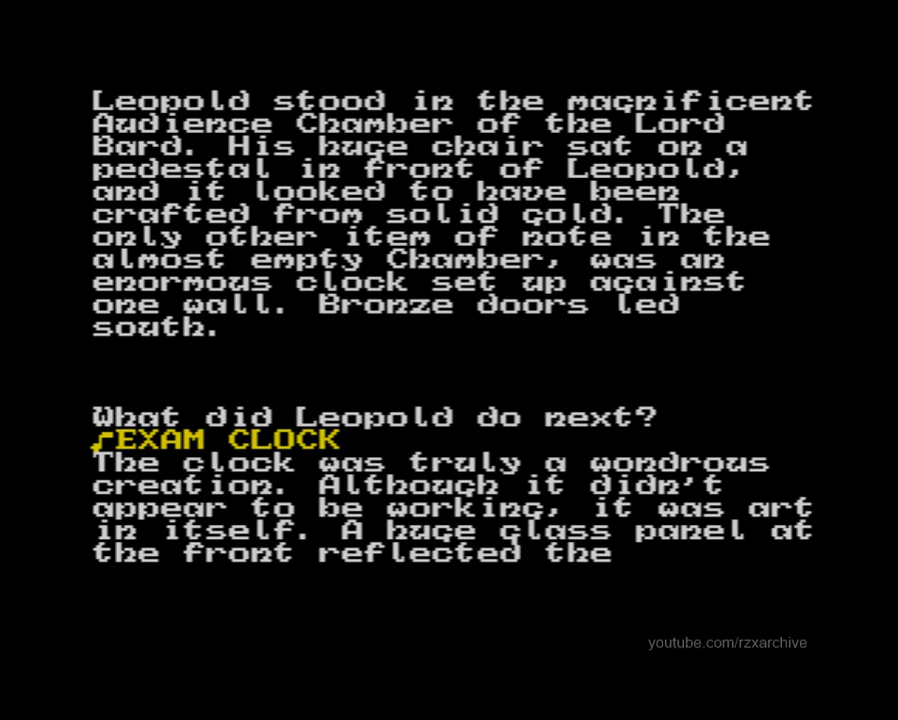 Leopold stood in the magnificent
Audience Chamber of the Lord
Bard. His huge chair sat on a
pedestal in front of Leopold,
and it looked to have been
crafted from solid gold. The
only other item of note in the
almost empty Chamber, was an
enormous clock set up against
one wall. Bronze doors led
south.
What did Leopold do next?
♪EXAM CLOCK
The clock was truly a wondrous
creation. Although it didn't
appear to be working, it was art
in itself. A huge glass panel at
the front reflected the
youtube.com/rzxarchive